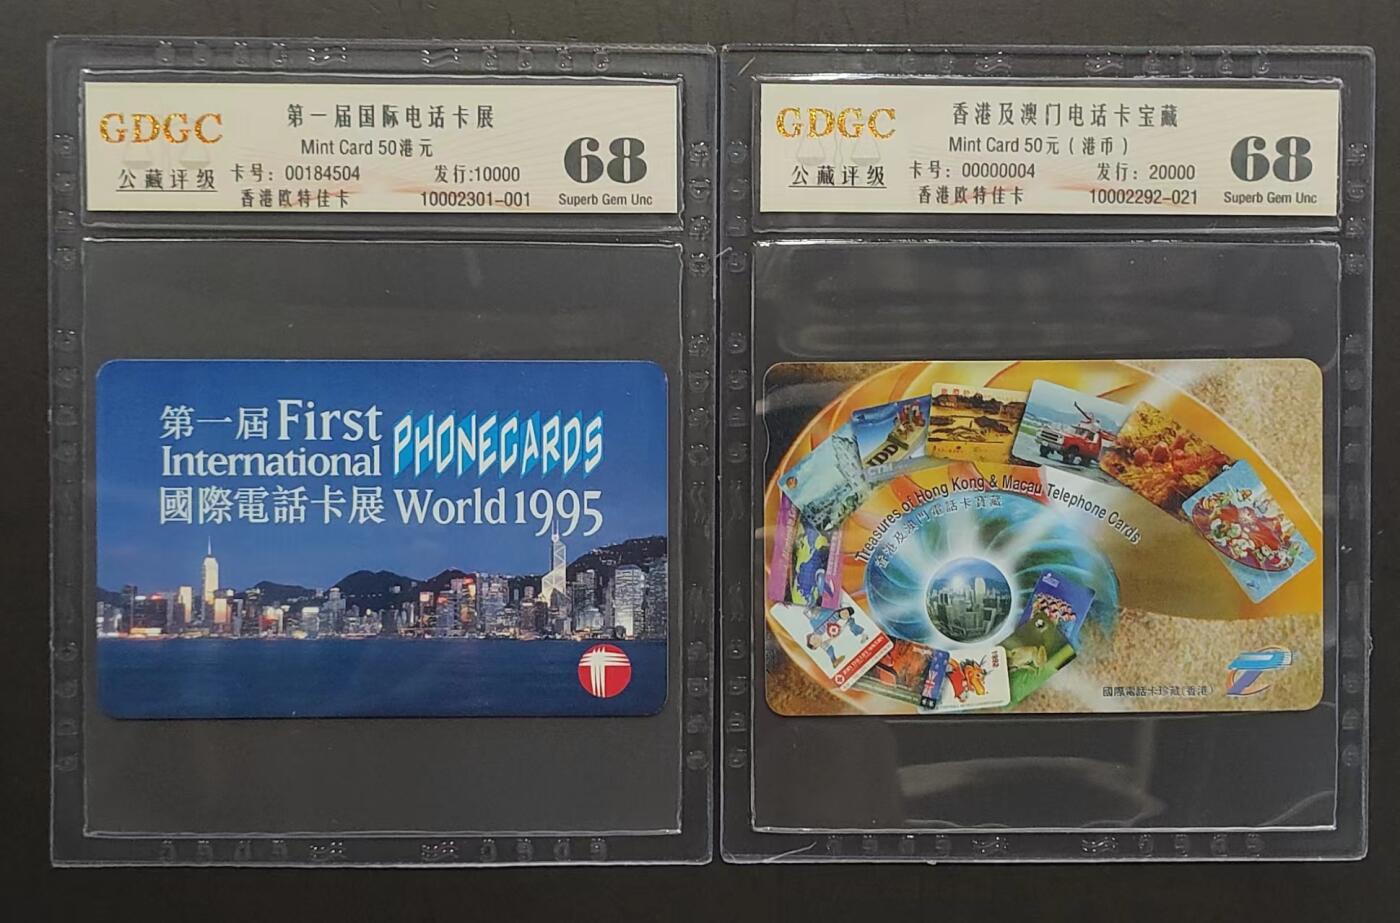 GDGC
公藏评级
第一届国际电话卡展
Mint Card 50港元
卡号: 00184504 发行:10000
香港欧特佳卡 10002301-001
68
Superb Gem Unc
第一屆 First
International
PHONECARDS
國際電話卡展 World 1995
GDGC
公藏评级
香港及澳门电话卡宝藏
Mint Card 50元(港币)
卡号: 00000004 发行: 20000
香港欧特佳卡 10002292-021
68
Superb Gem Unc
Treasures of Hong Kong & Macau Telephone Cards
香港及澳門電話卡寶藏
IDD
1992
國際電話卡珍藏(香港)